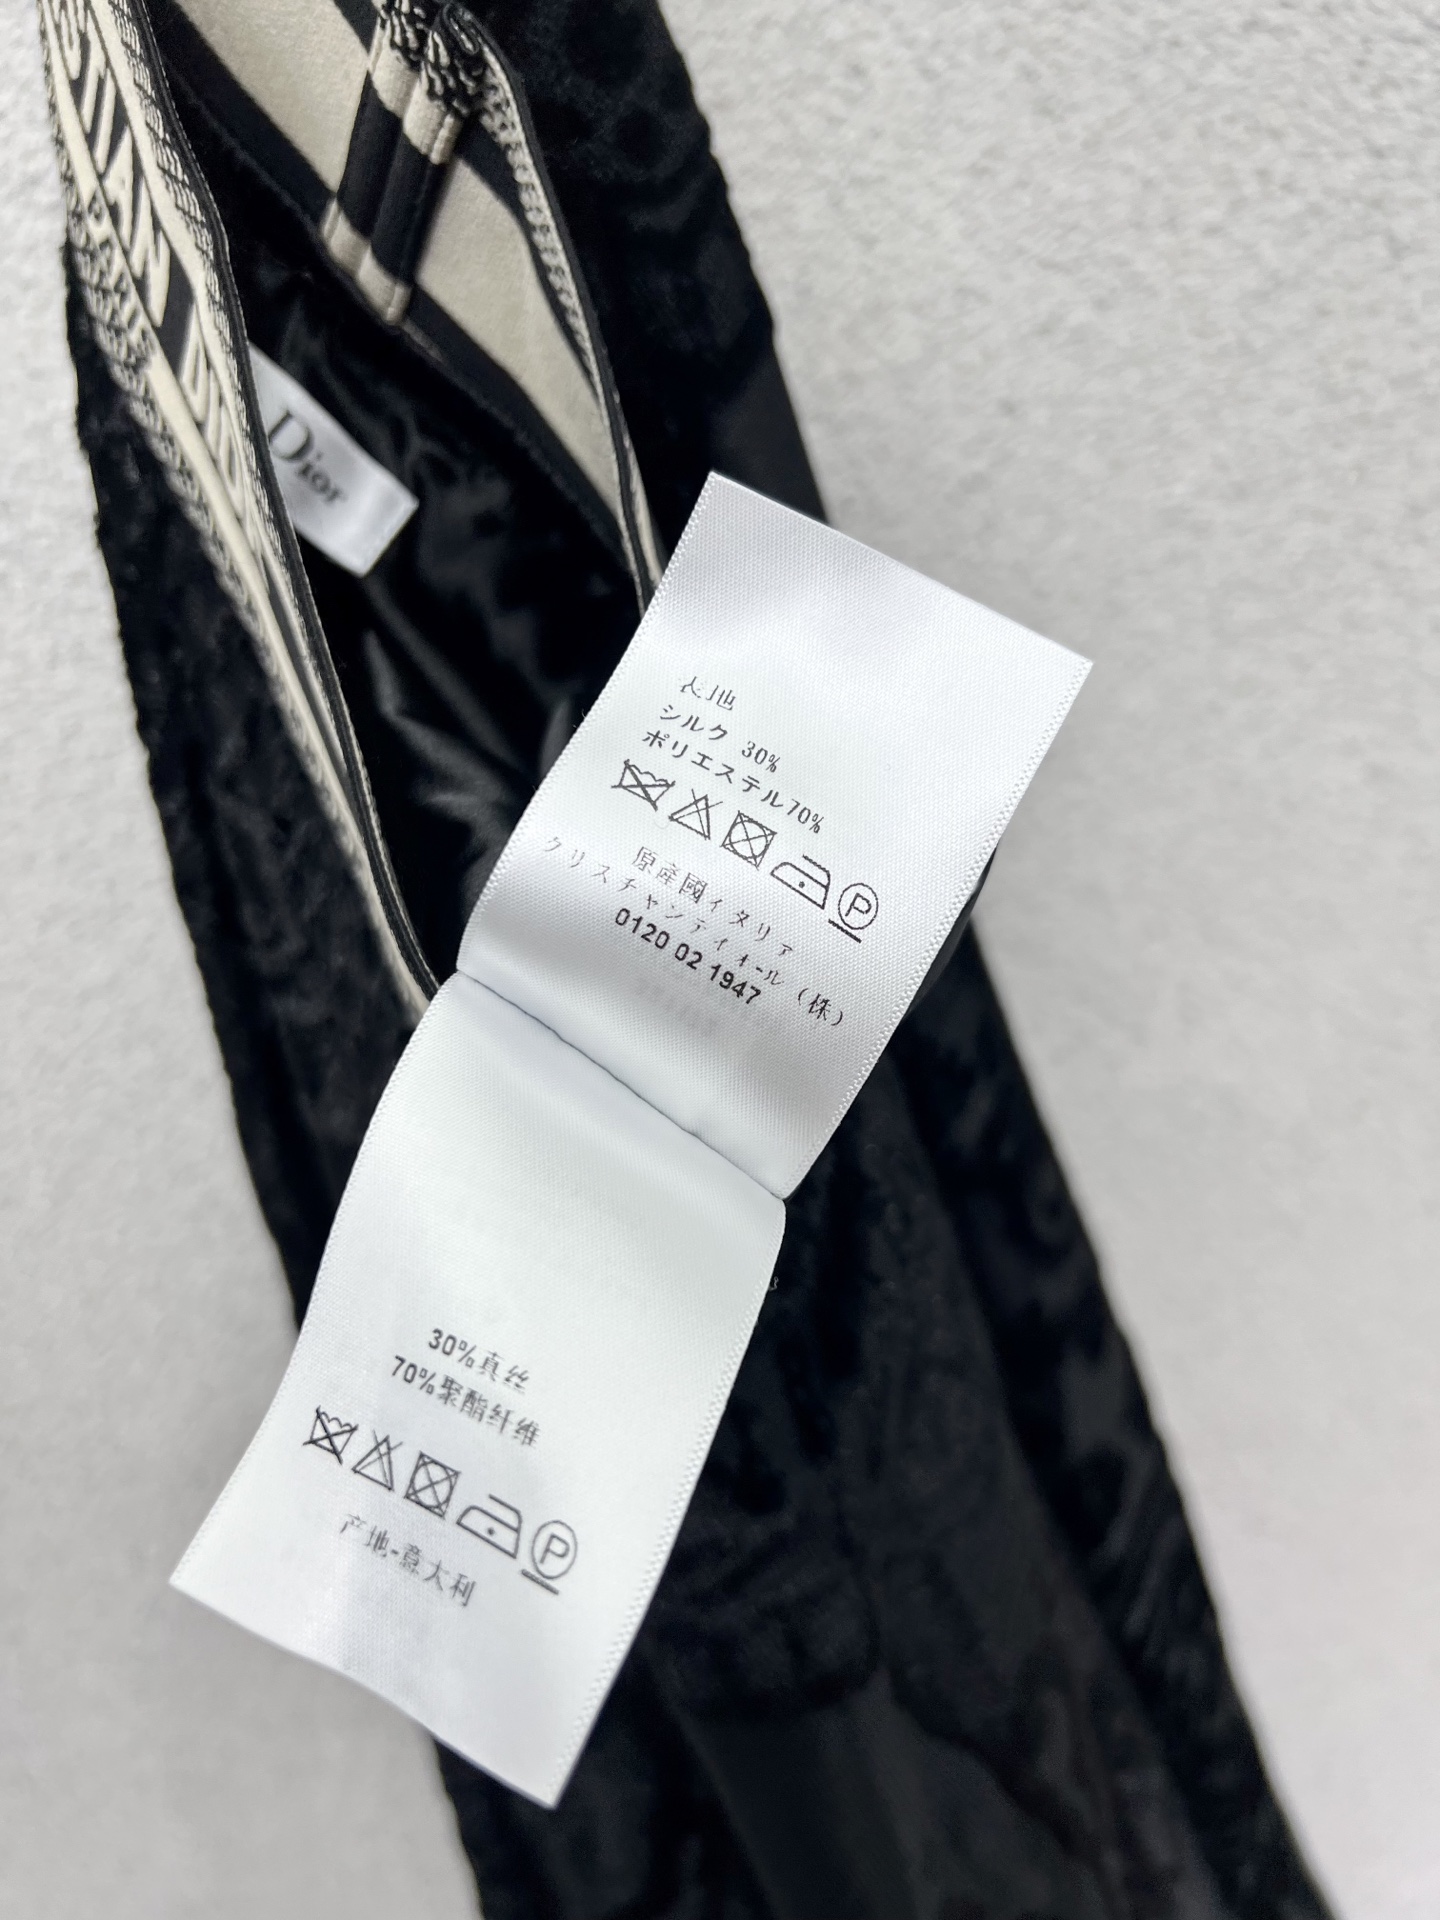 STIAN DIO
Dior
表地
シルク 30%
ポリエステル70%
P
原産國イタリア
クリスチャンディオール (株)
0120 02 1947
30%真丝
70%聚酯纤维
P
产地-意大利